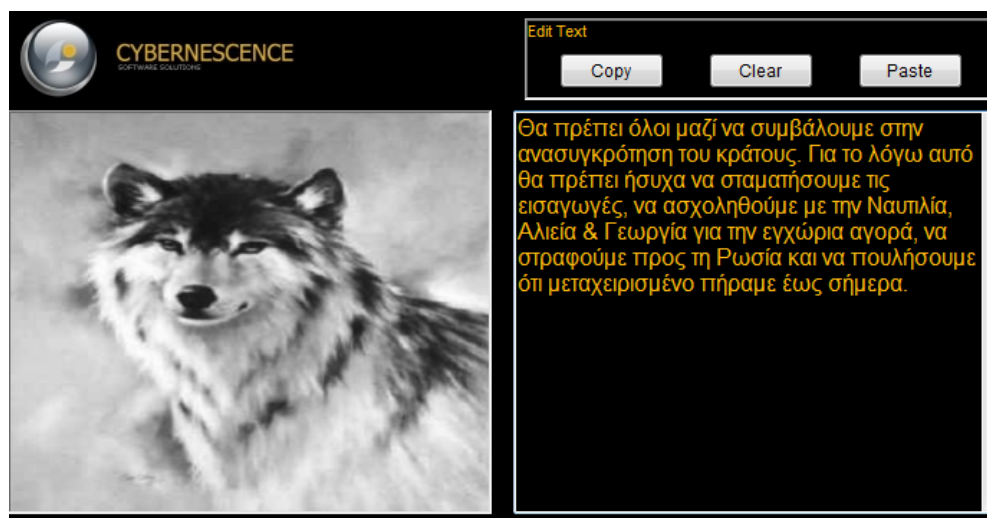 CYBERNESCENCE
SOFTWARE SOLUTIONS
Edit Text
Copy
Clear
Paste
Θα πρέπει όλοι μαζί να συμβάλουμε στην
ανασυγκρότηση του κράτους. Για το λόγω αυτό
θα πρέπει ήσυχα να σταματήσουμε τις
εισαγωγές, να ασχοληθούμε με την Ναυτιλία,
Αλιεία & Γεωργία για την εγχώρια αγορά, να
στραφούμε προς τη Ρωσία και να πουλήσουμε
ότι μεταχειρισμένο πήραμε έως σήμερα.